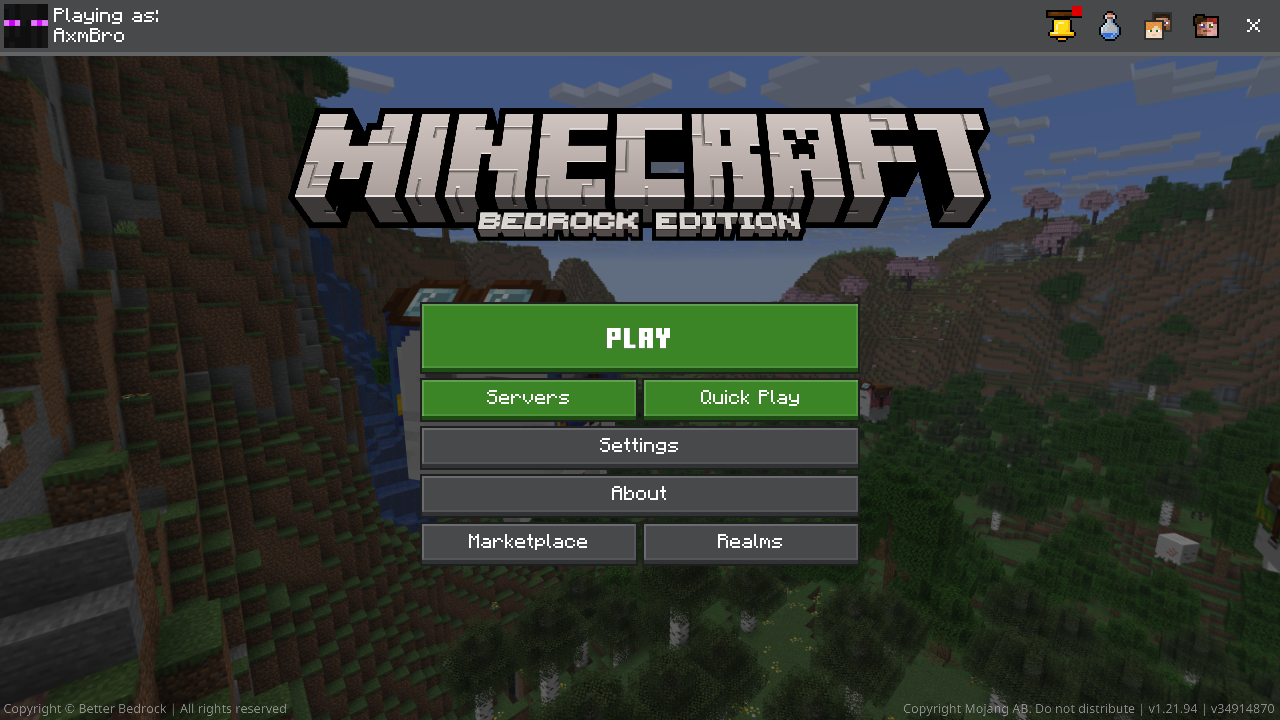 Playing as:
AxmBro
MINECRAFT
BEDROCK EDITION
PLAY
Servers
Quick Play
Settings
About
Marketplace
Realms
Copyright © Better Bedrock | All rights reserved
Copyright Mojang AB. Do not distribute | v1.21.94 | v34914870